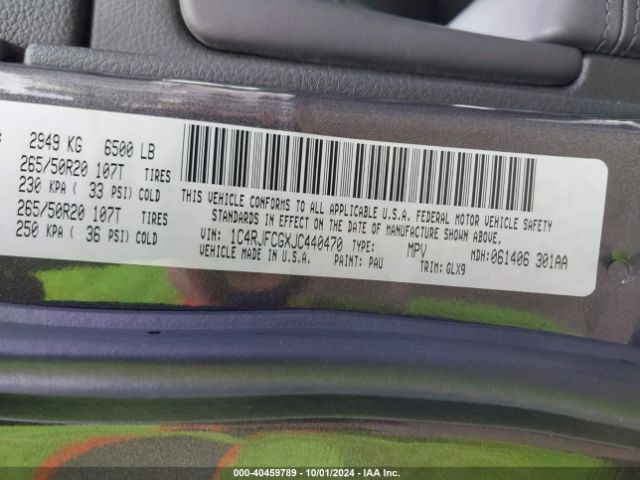 2949 KG 6500 LB
265/50R20 107T TIRES
230 KPA ( 33 PSI) COLD
265/50R20 107T TIRES
250 KPA ( 36 PSI) COLD
THIS VEHICLE CONFORMS TO ALL APPLICABLE U.S.A. FEDERAL MOTOR VEHICLE SAFETY
STANDARDS IN EFFECT ON THE DATE OF MANUFACTURE SHOWN ABOVE.
VIN: 1C4RJFCGXJC440470 TYPE: MPV MDH:061406 301AA
VEHICLE MADE IN U.S.A. PAINT: PAU TRIM: GLX9
000-40459789 - 10/01/2024 - IAA Inc.